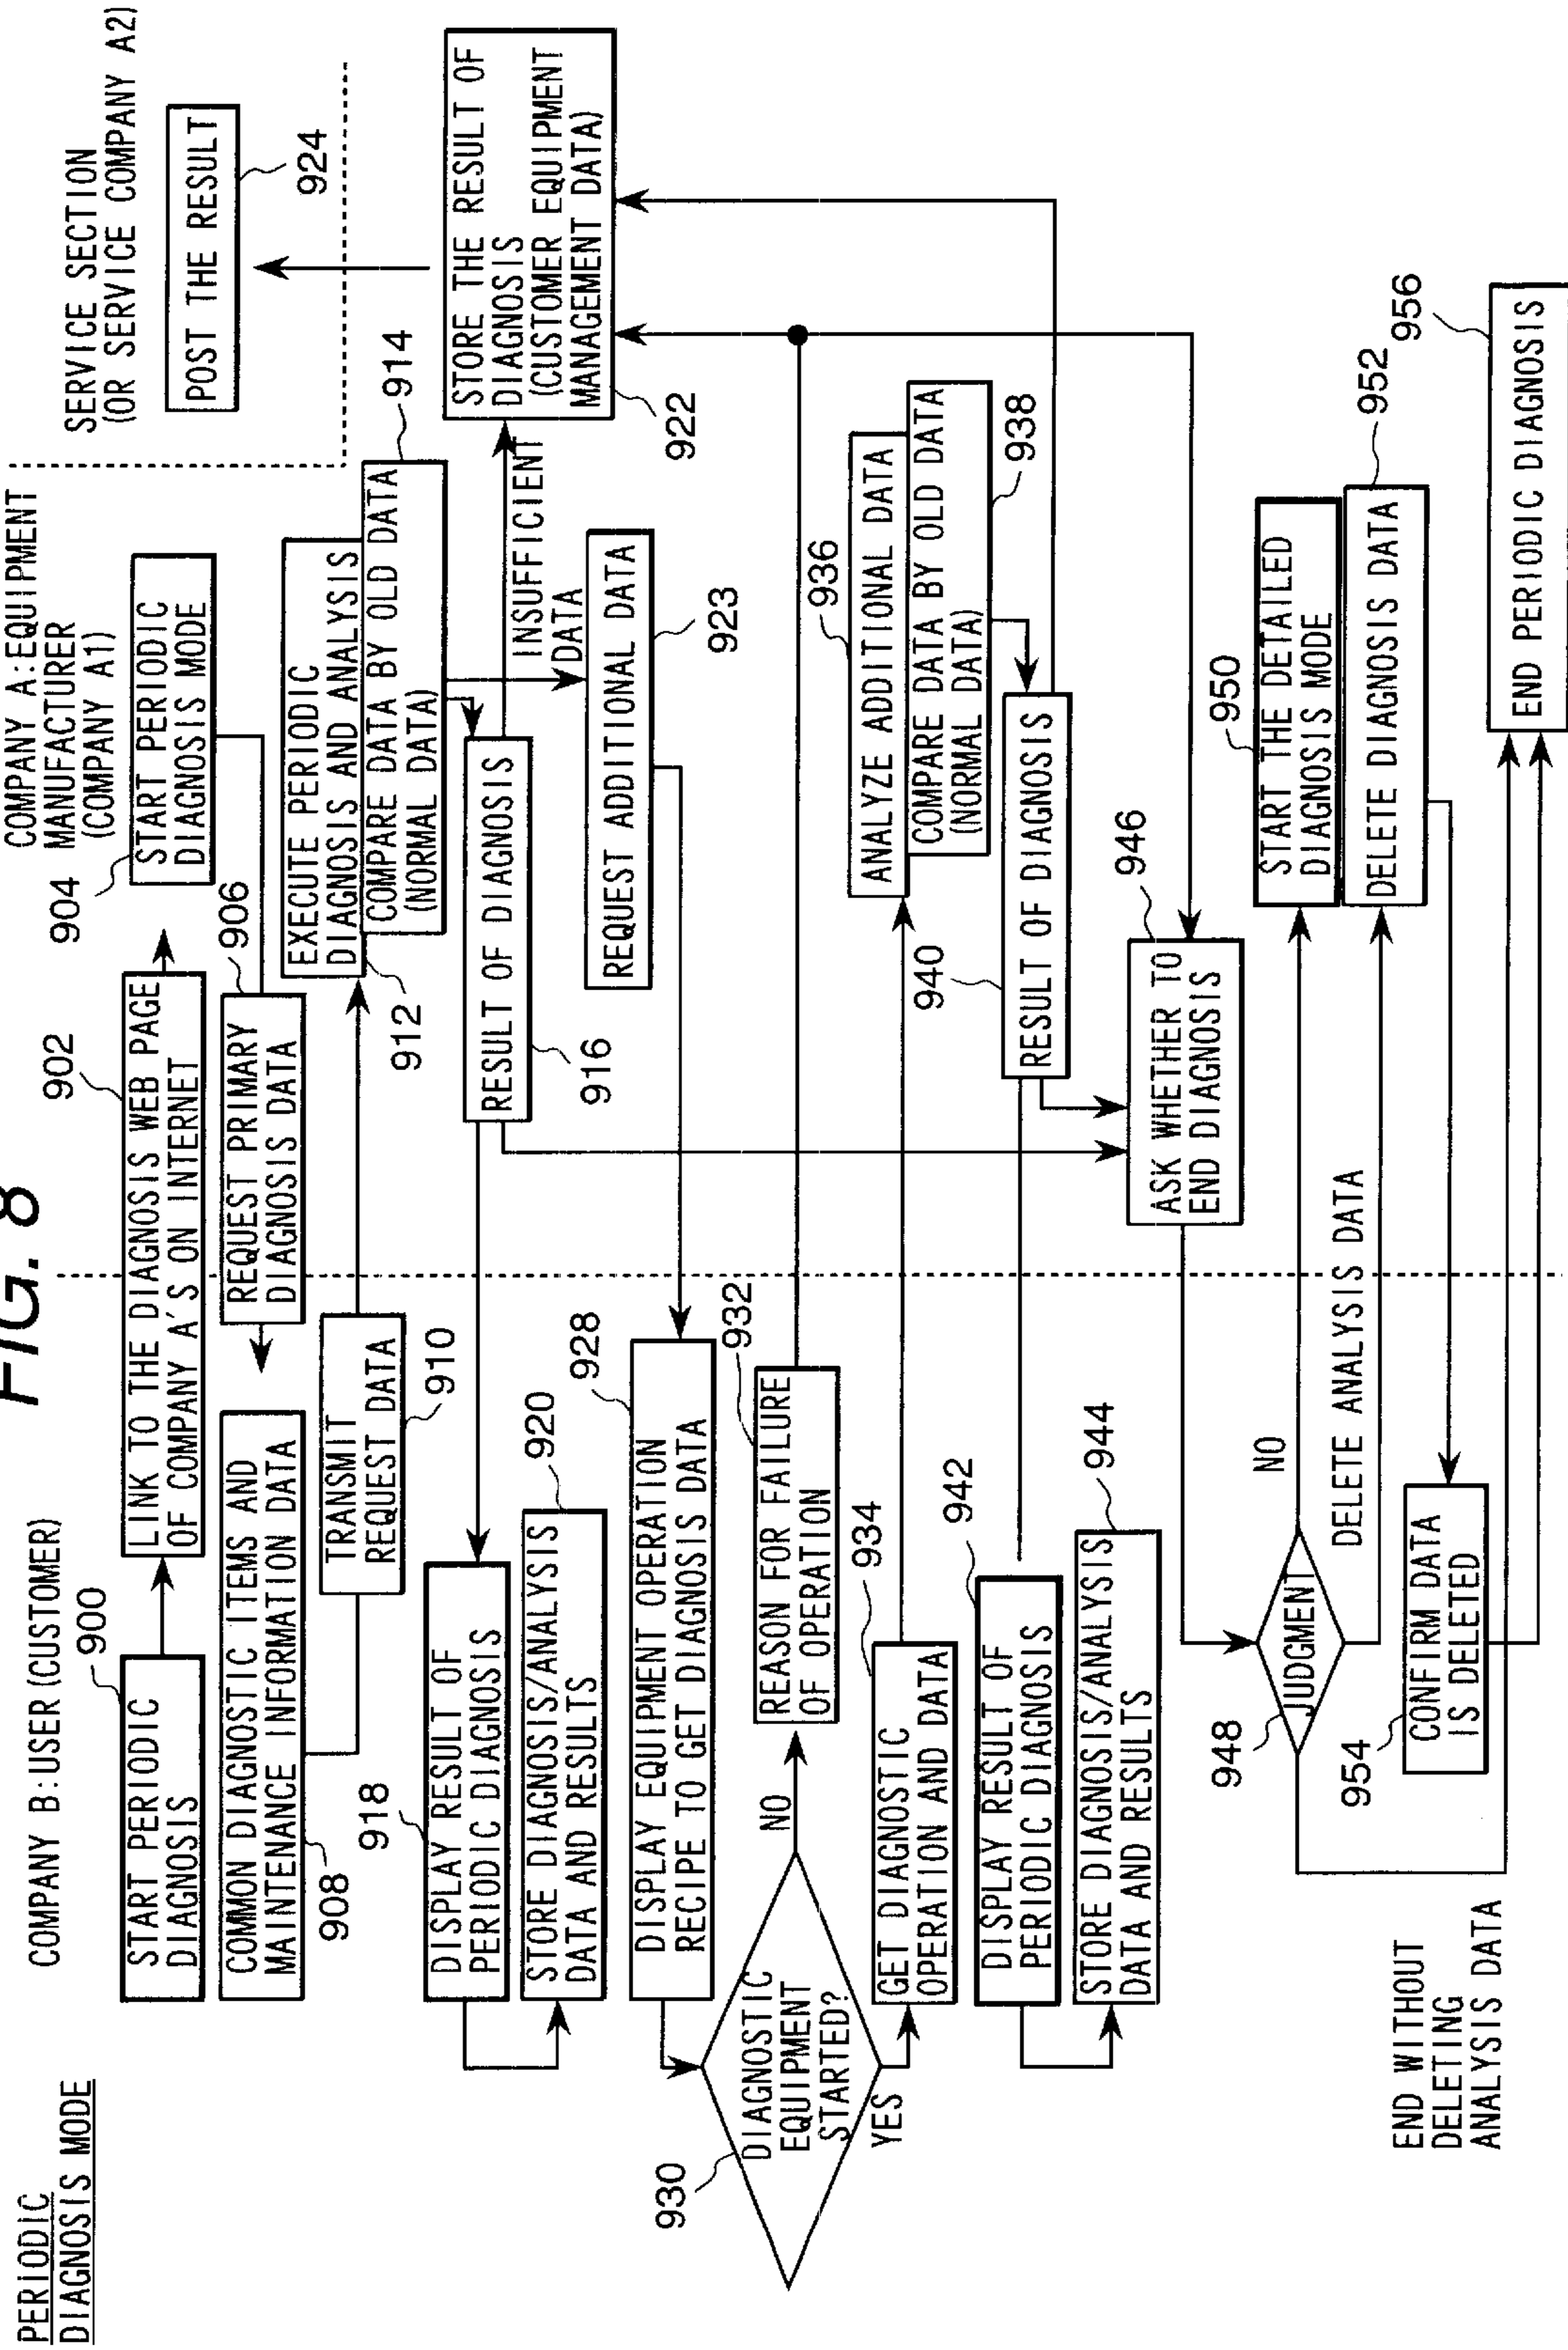 FIG. 8
PERIODIC
DIAGNOSIS MODE
COMPANY B:USER (CUSTOMER)
COMPANY A:EQUIPMENT
MANUFACTURER
(COMPANY A1)
SERVICE SECTION
(OR SERVICE COMPANY A2)
900
START PERIODIC
DIAGNOSIS
902
LINK TO THE DIAGNOSIS WEB PAGE
OF COMPANY A'S ON INTERNET
904
START PERIODIC
DIAGNOSIS MODE
POST THE RESULT
924
906
REQUEST PRIMARY
DIAGNOSIS DATA
COMMON DIAGNOSTIC ITEMS AND
MAINTENANCE INFORMATION DATA
908
TRANSMIT
REQUEST DATA
910
EXECUTE PERIODIC
DIAGNOSIS AND ANALYSIS
912
COMPARE DATA BY OLD DATA
(NORMAL DATA)
914
RESULT OF DIAGNOSIS
916
INSUFFICIENT
DATA
STORE THE RESULT OF
DIAGNOSIS
(CUSTOMER EQUIPMENT
MANAGEMENT DATA)
922
918
DISPLAY RESULT OF
PERIODIC DIAGNOSIS
920
STORE DIAGNOSIS/ANALYSIS
DATA AND RESULTS
REQUEST ADDITIONAL DATA
923
928
DISPLAY EQUIPMENT OPERATION
RECIPE TO GET DIAGNOSIS DATA
930
DIAGNOSTIC
EQUIPMENT
STARTED?
NO
YES
932
REASON FOR FAILURE
OF OPERATION
934
GET DIAGNOSTIC
OPERATION AND DATA
936
ANALYZE ADDITIONAL DATA
COMPARE DATA BY OLD DATA
(NORMAL DATA)
938
940
RESULT OF DIAGNOSIS
942
DISPLAY RESULT OF
PERIODIC DIAGNOSIS
944
STORE DIAGNOSIS/ANALYSIS
DATA AND RESULTS
946
ASK WHETHER TO
END DIAGNOSIS
948
JUDGMENT
NO
DELETE ANALYSIS DATA
950
START THE DETAILED
DIAGNOSIS MODE
DELETE DIAGNOSIS DATA
952
954
CONFIRM DATA
IS DELETED
END WITHOUT
DELETING
ANALYSIS DATA
956
END PERIODIC DIAGNOSIS